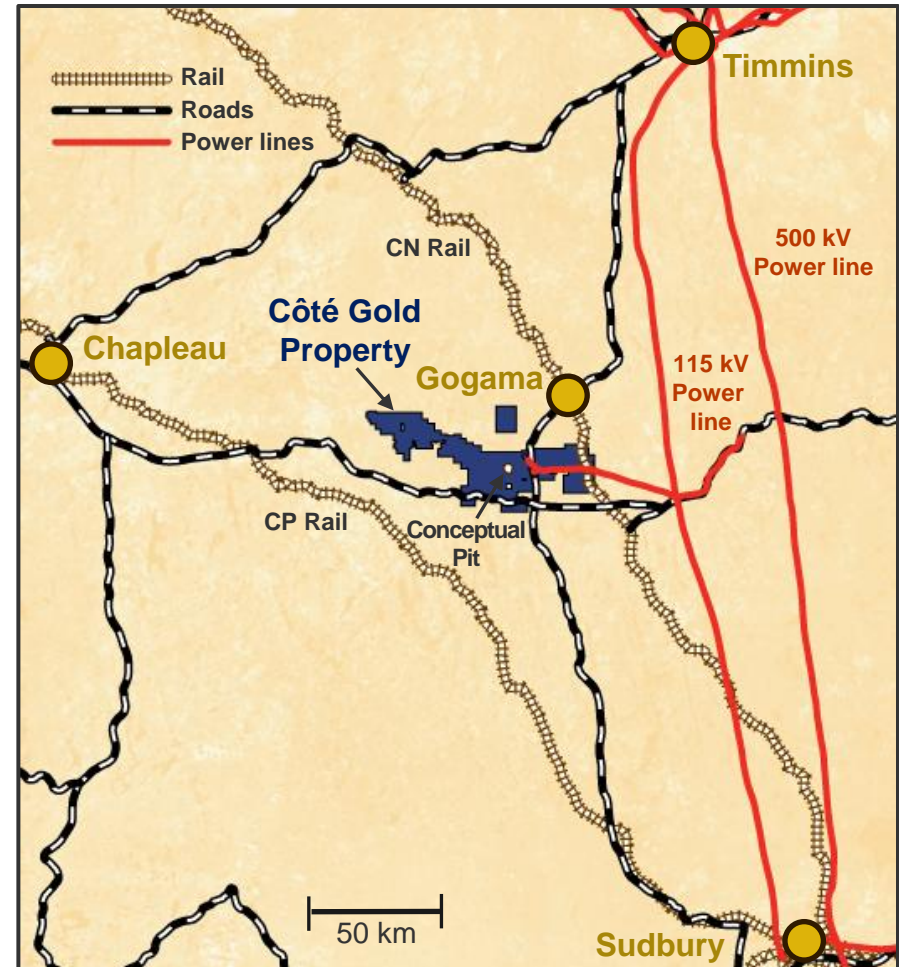 Rail
Roads
Power lines
Timmins
CN Rail
500 kV
Power line
Côté Gold
Property
Chapleau
Gogama
115 kV
Power
line
CP Rail
Conceptual
Pit
50 km
Sudbury